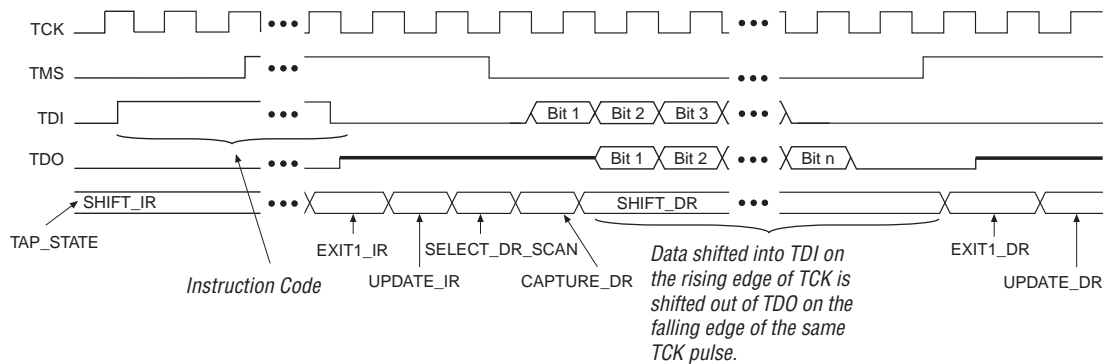 TCK
TMS
TDI
Bit 1 Bit 2 Bit 3
TDO
Bit 1 Bit 2 Bit n
SHIFT_IR
SHIFT_DR
TAP_STATE
EXIT1_IR
SELECT_DR_SCAN
EXIT1_DR
Instruction Code
UPDATE_IR
CAPTURE_DR
UPDATE_DR
Data shifted into TDI on
the rising edge of TCK is
shifted out of TDO on the
falling edge of the same
TCK pulse.